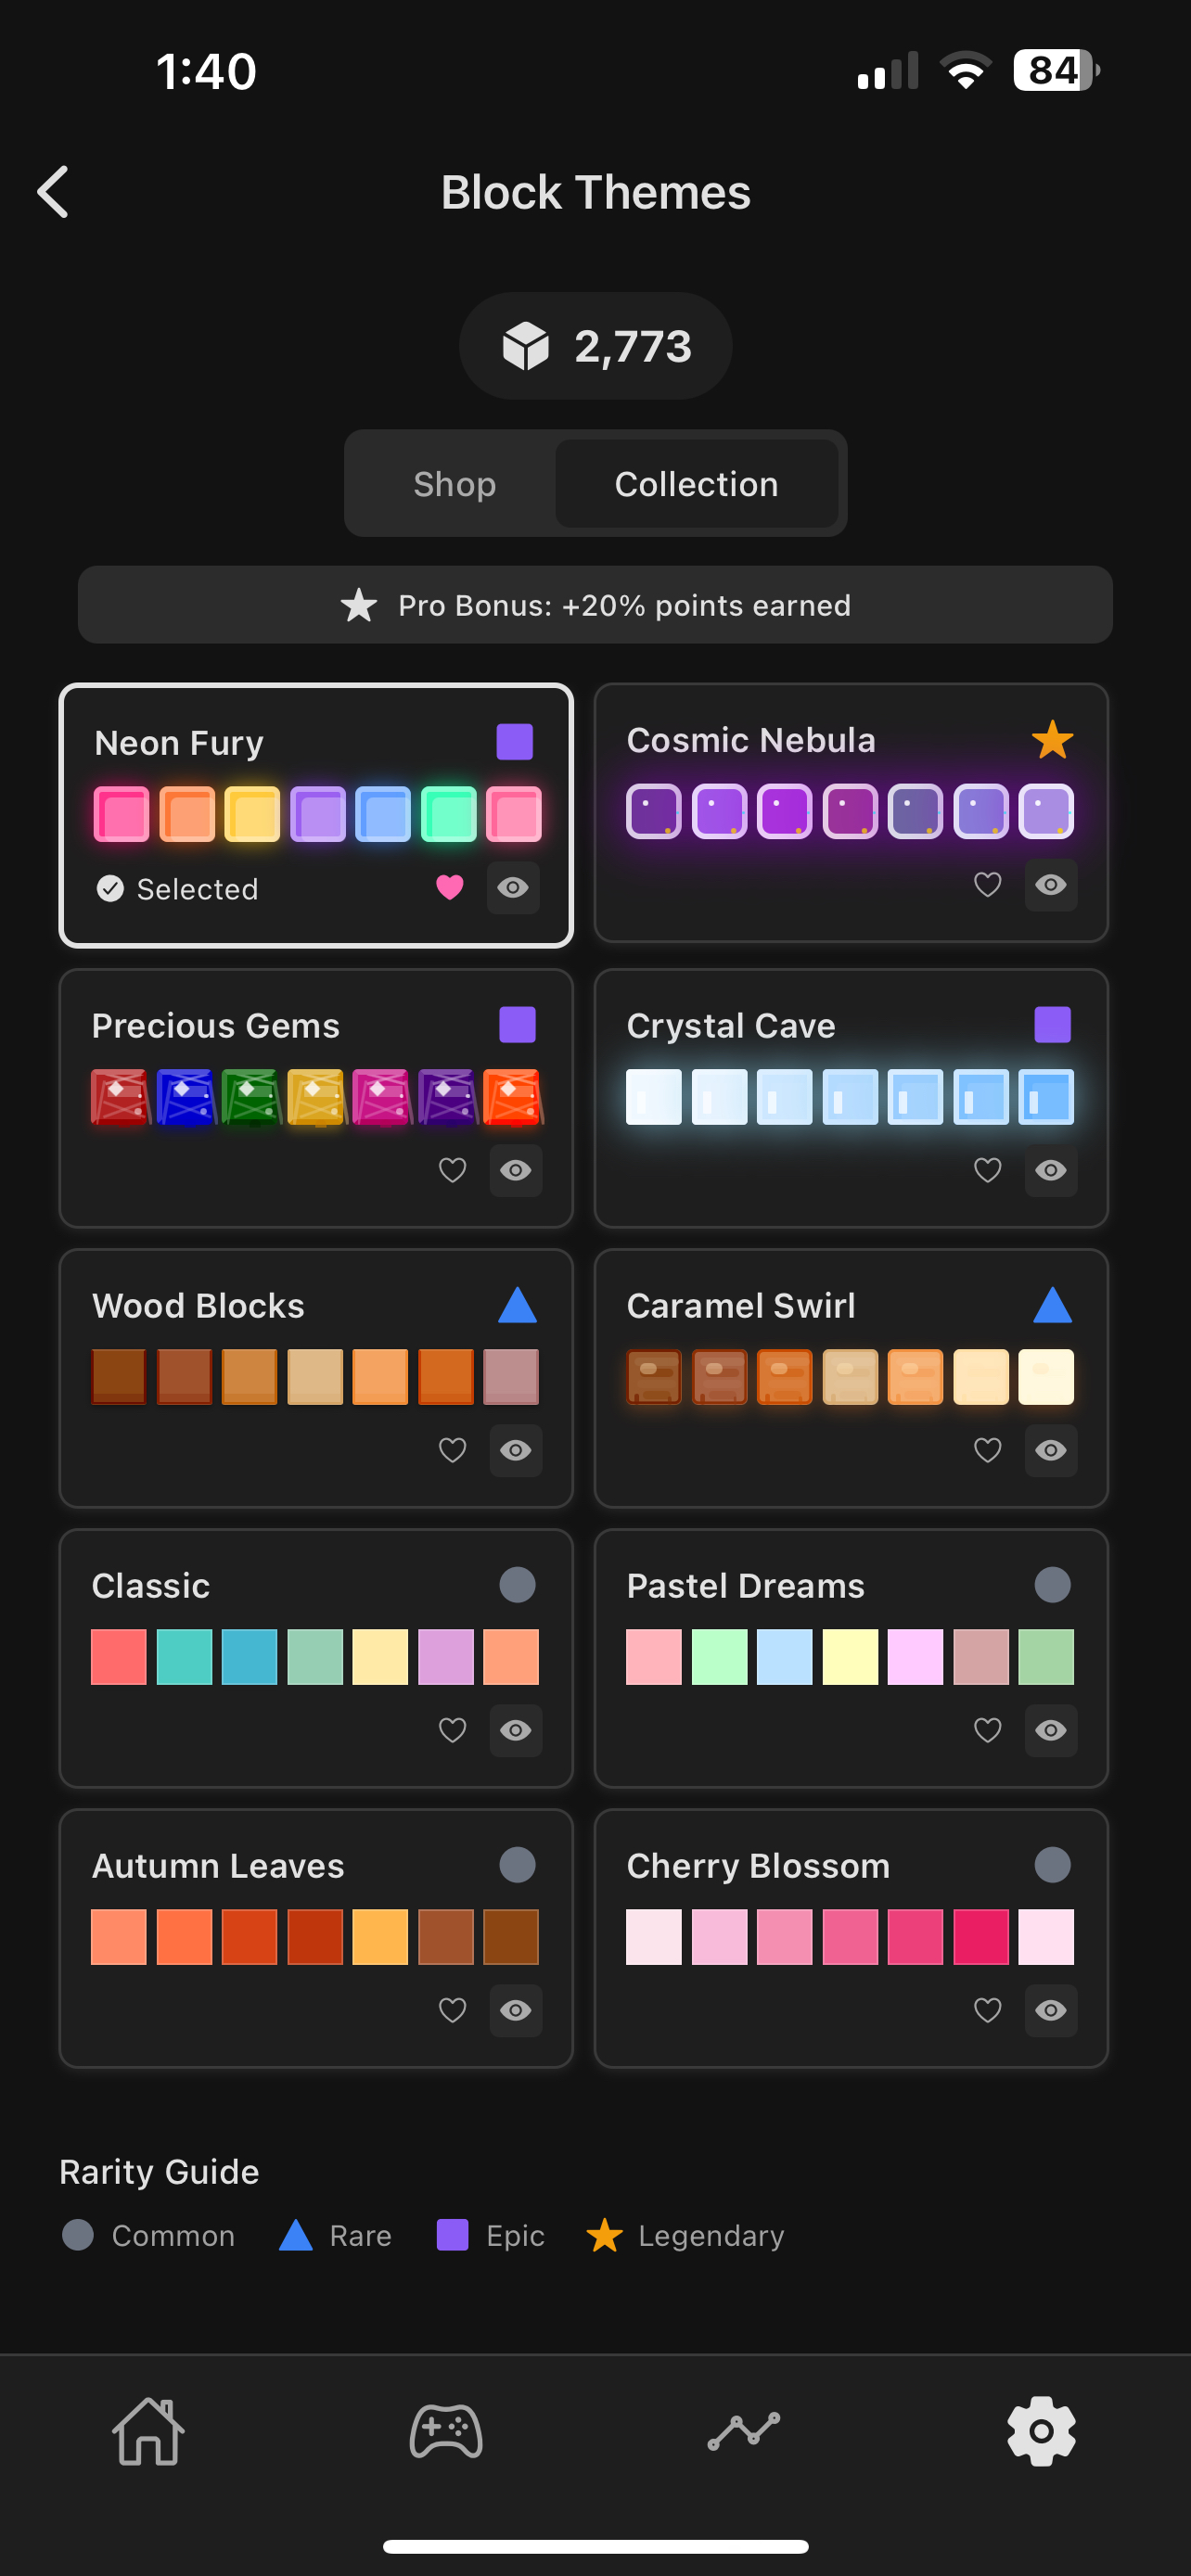 1:40
84
Block Themes
2,773
Shop
Collection
Pro Bonus: +20% points earned
Neon Fury
Selected
Cosmic Nebula
Precious Gems
Crystal Cave
Wood Blocks
Caramel Swirl
Classic
Pastel Dreams
Autumn Leaves
Cherry Blossom
Rarity Guide
Common
Rare
Epic
Legendary